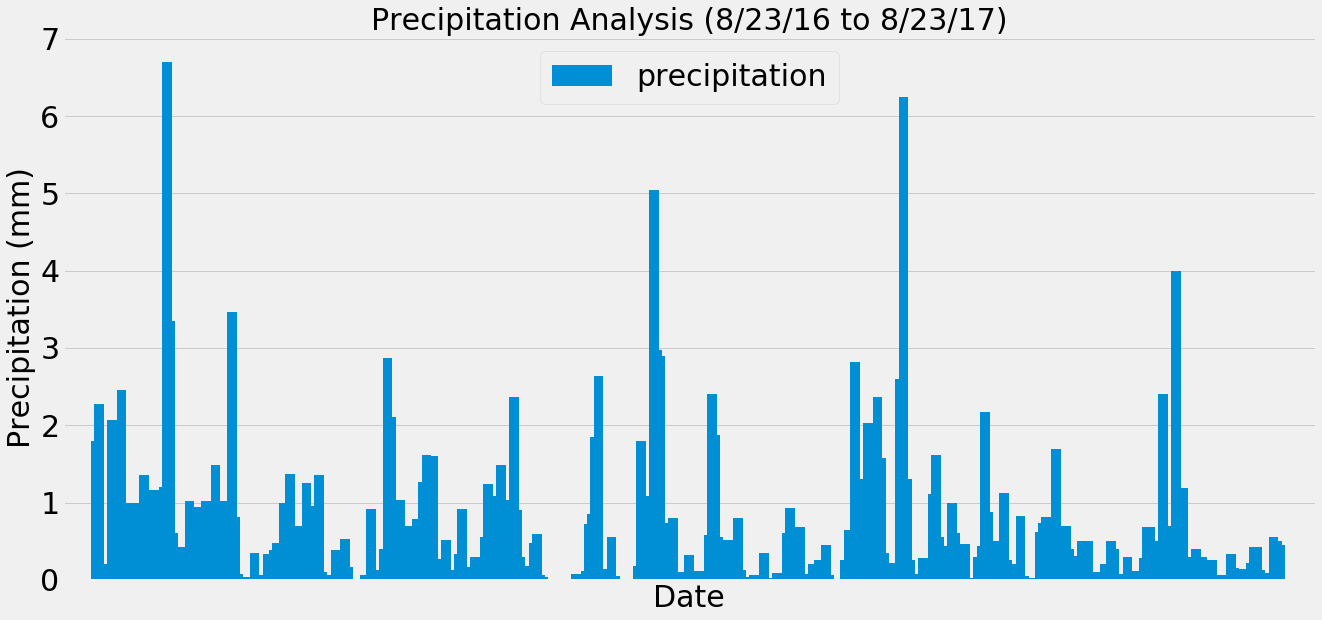 Precipitation Analysis (8/23/16 to 8/23/17)
precipitation
Precipitation (mm)
7
6
5
4
3
2
1
0
Date